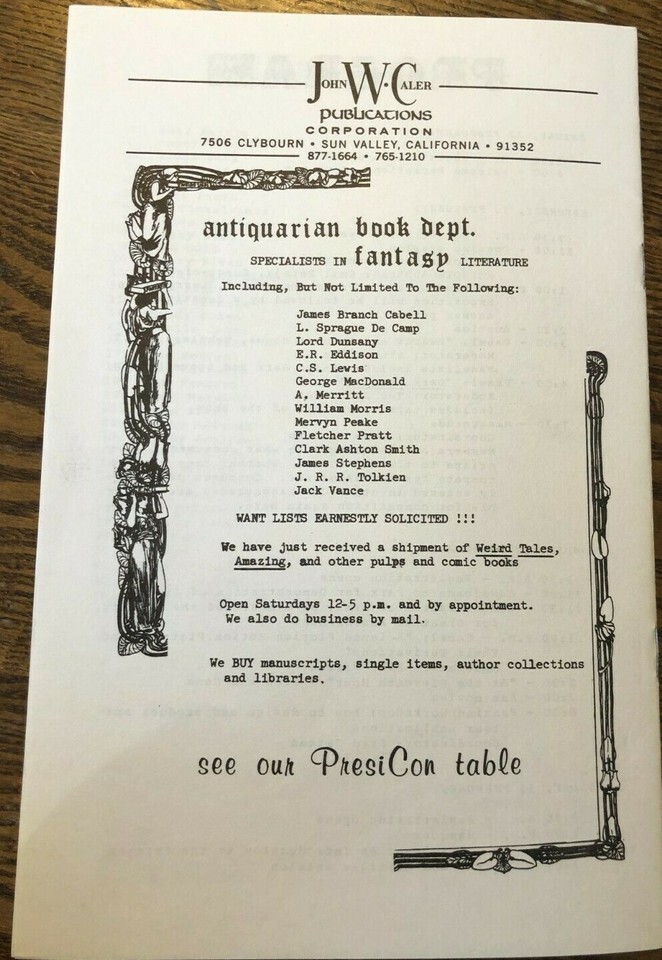 JOHN W. CALER
PUBLICATIONS
CORPORATION
7506 CLYBOURN • SUN VALLEY, CALIFORNIA • 91352
877-1664 • 765-1210
antiquarian book dept.
SPECIALISTS IN fantasy LITERATURE
Including, But Not Limited To The Following:
James Branch Cabell
L. Sprague De Camp
Lord Dunsany
E.R. Eddison
C.S. Lewis
George MacDonald
A. Merritt
William Morris
Mervyn Peake
Fletcher Pratt
Clark Ashton Smith
James Stephens
J. R. R. Tolkien
Jack Vance
WANT LISTS EARNESTLY SOLICITED !!!
We have just received a shipment of Weird Tales,
Amazing, and other pulps and comic books
Open Saturdays 12-5 p.m. and by appointment.
We also do business by mail.
We BUY manuscripts, single items, author collections
and libraries.
see our PresiCon table